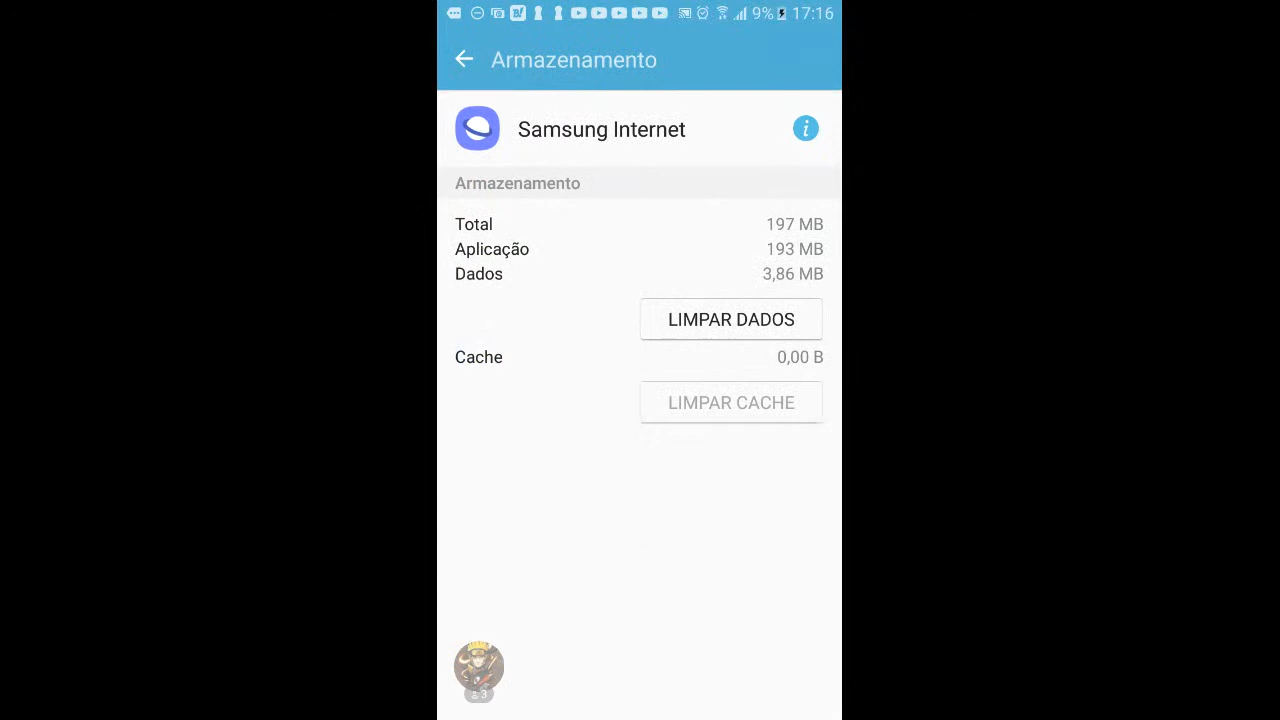 9% 17:16
Armazenamento
Samsung Internet
Armazenamento
Total 197 MB
Aplicação 193 MB
Dados 3,86 MB
LIMPAR DADOS
Cache 0,00 B
LIMPAR CACHE
3